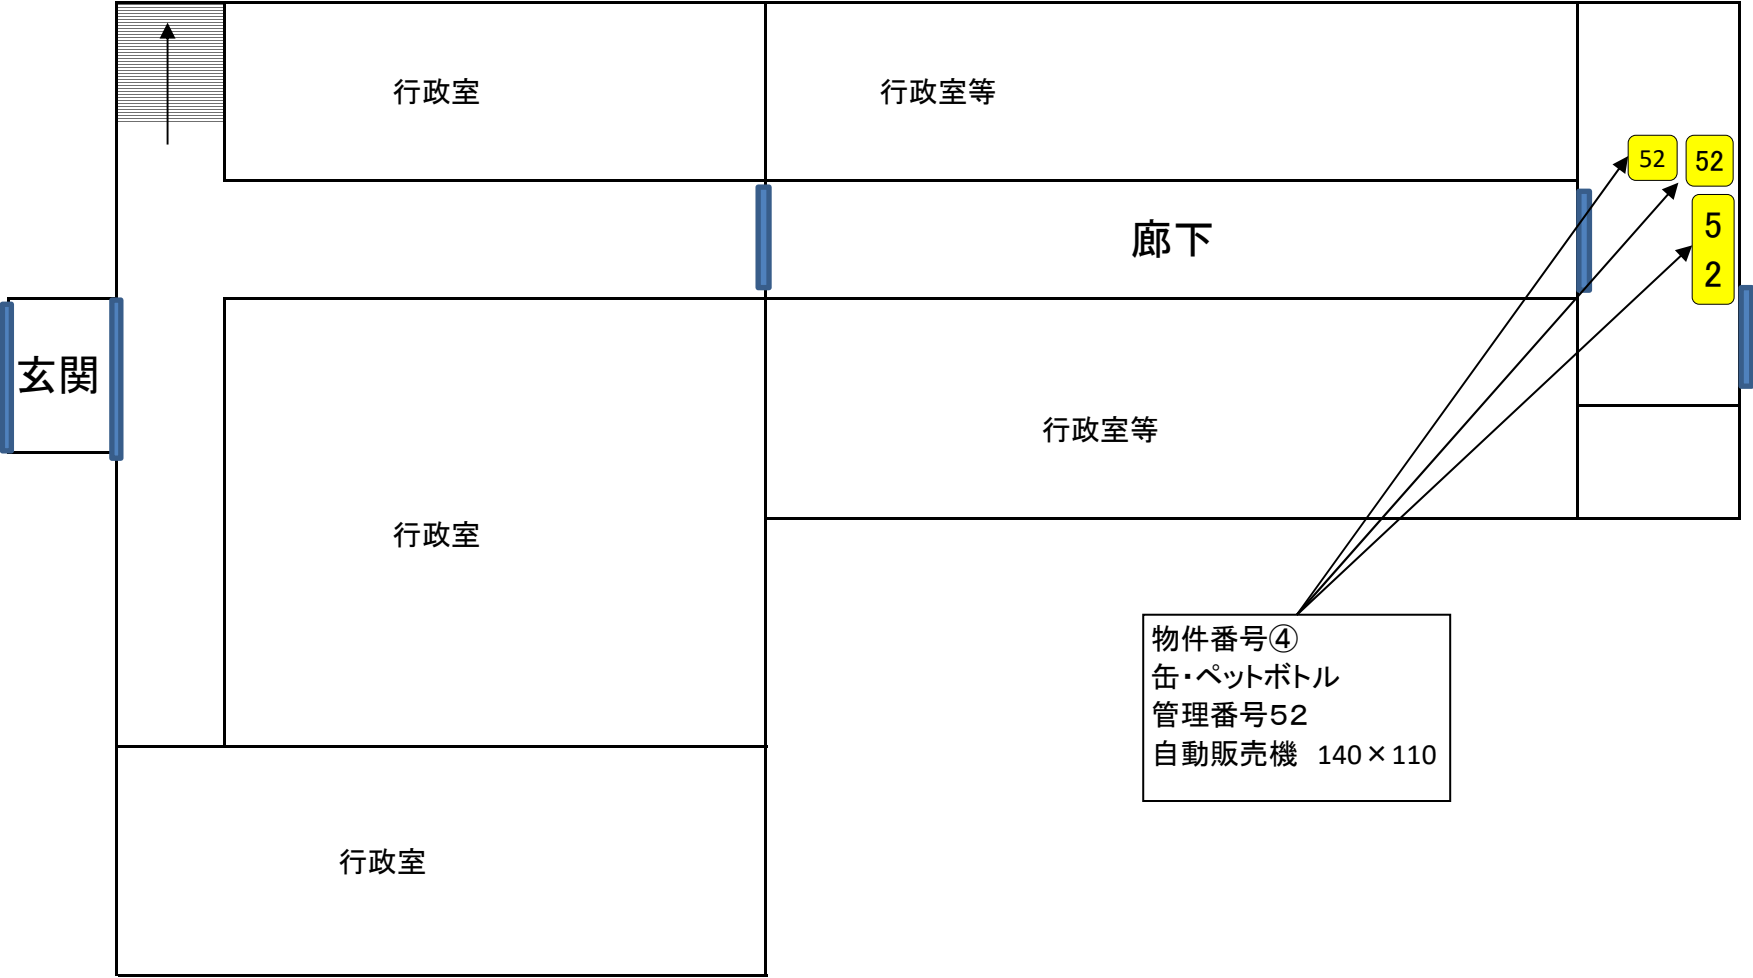 行政室
行政室等
52
52
5
2
廊下
玄関
行政室等
行政室
物件番号④
缶・ペットボトル
管理番号５２
自動販売機　140×110
行政室